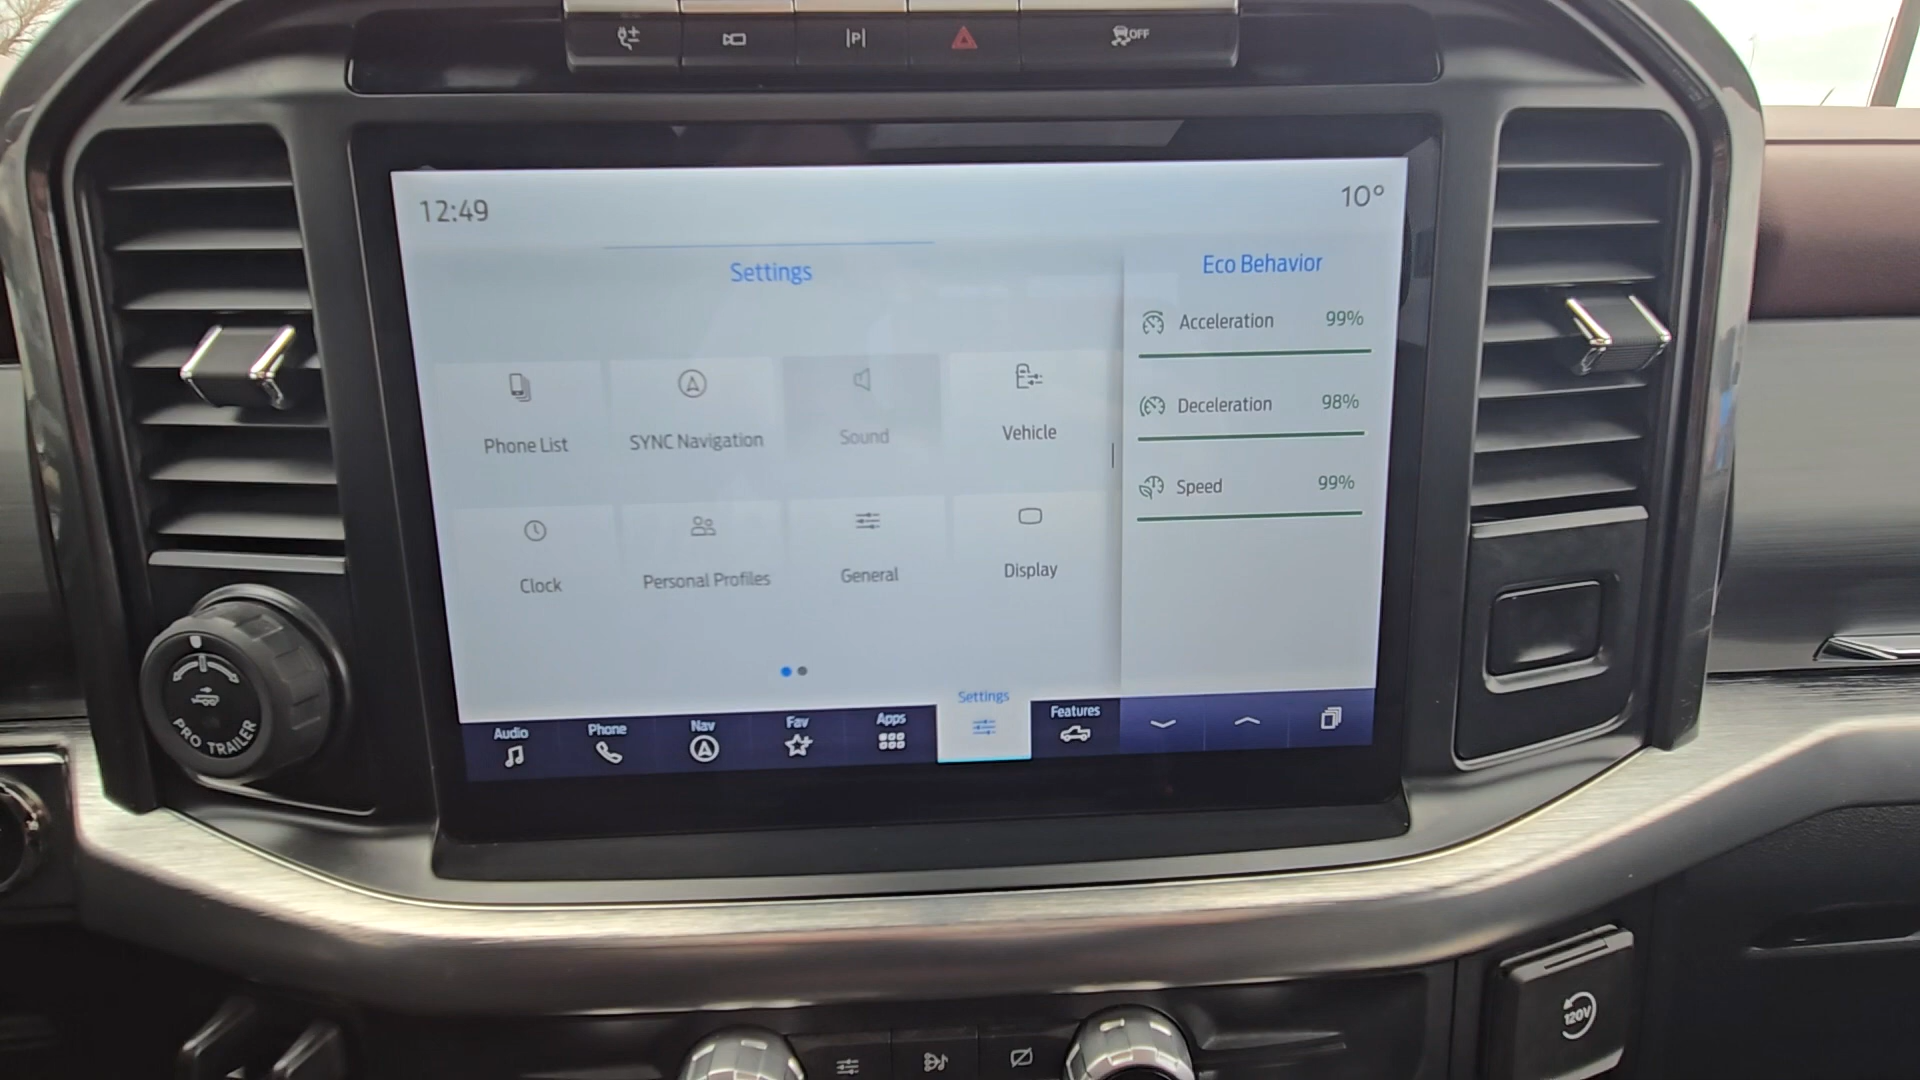 P
OFF
12:49
10°
Settings
Eco Behavior
Acceleration 99%
Deceleration 98%
Speed 99%
Phone List
SYNC Navigation
Sound
Vehicle
Clock
Personal Profiles
General
Display
Audio
Phone
Nav
Fav
Apps
Settings
Features
PRO TRAILER
120V